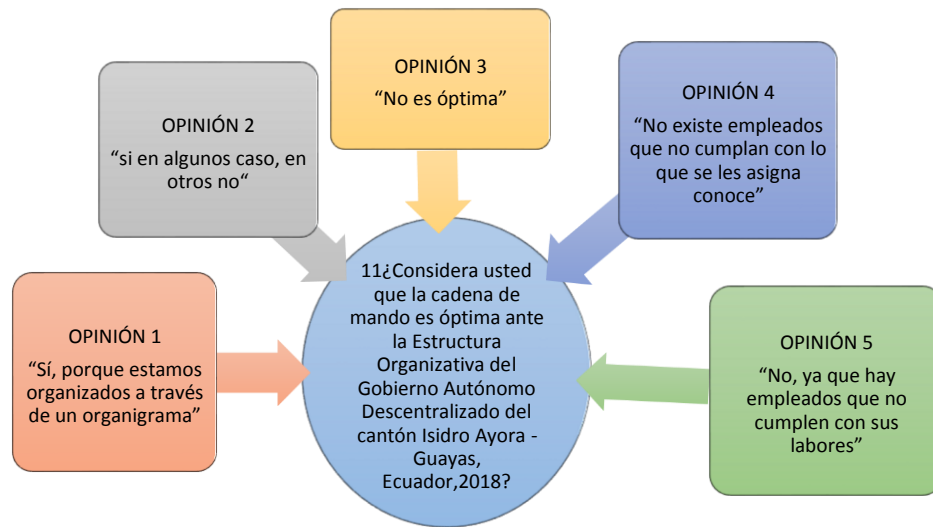 OPINIÓN 1
“Sí, porque estamos
organizados a través
de un organigrama”
OPINIÓN 2
“si en algunos caso, en
otros no“
OPINIÓN 3
“No es óptima”
OPINIÓN 4
“No existe empleados
que no cumplan con lo
que se les asigna
conoce”
OPINIÓN 5
“No, ya que hay
empleados que no
cumplen con sus
labores”
11¿Considera usted
que la cadena de
mando es óptima ante
la Estructura
Organizativa del
Gobierno Autónomo
Descentralizado del
cantón Isidro Ayora -
Guayas,
Ecuador,2018?